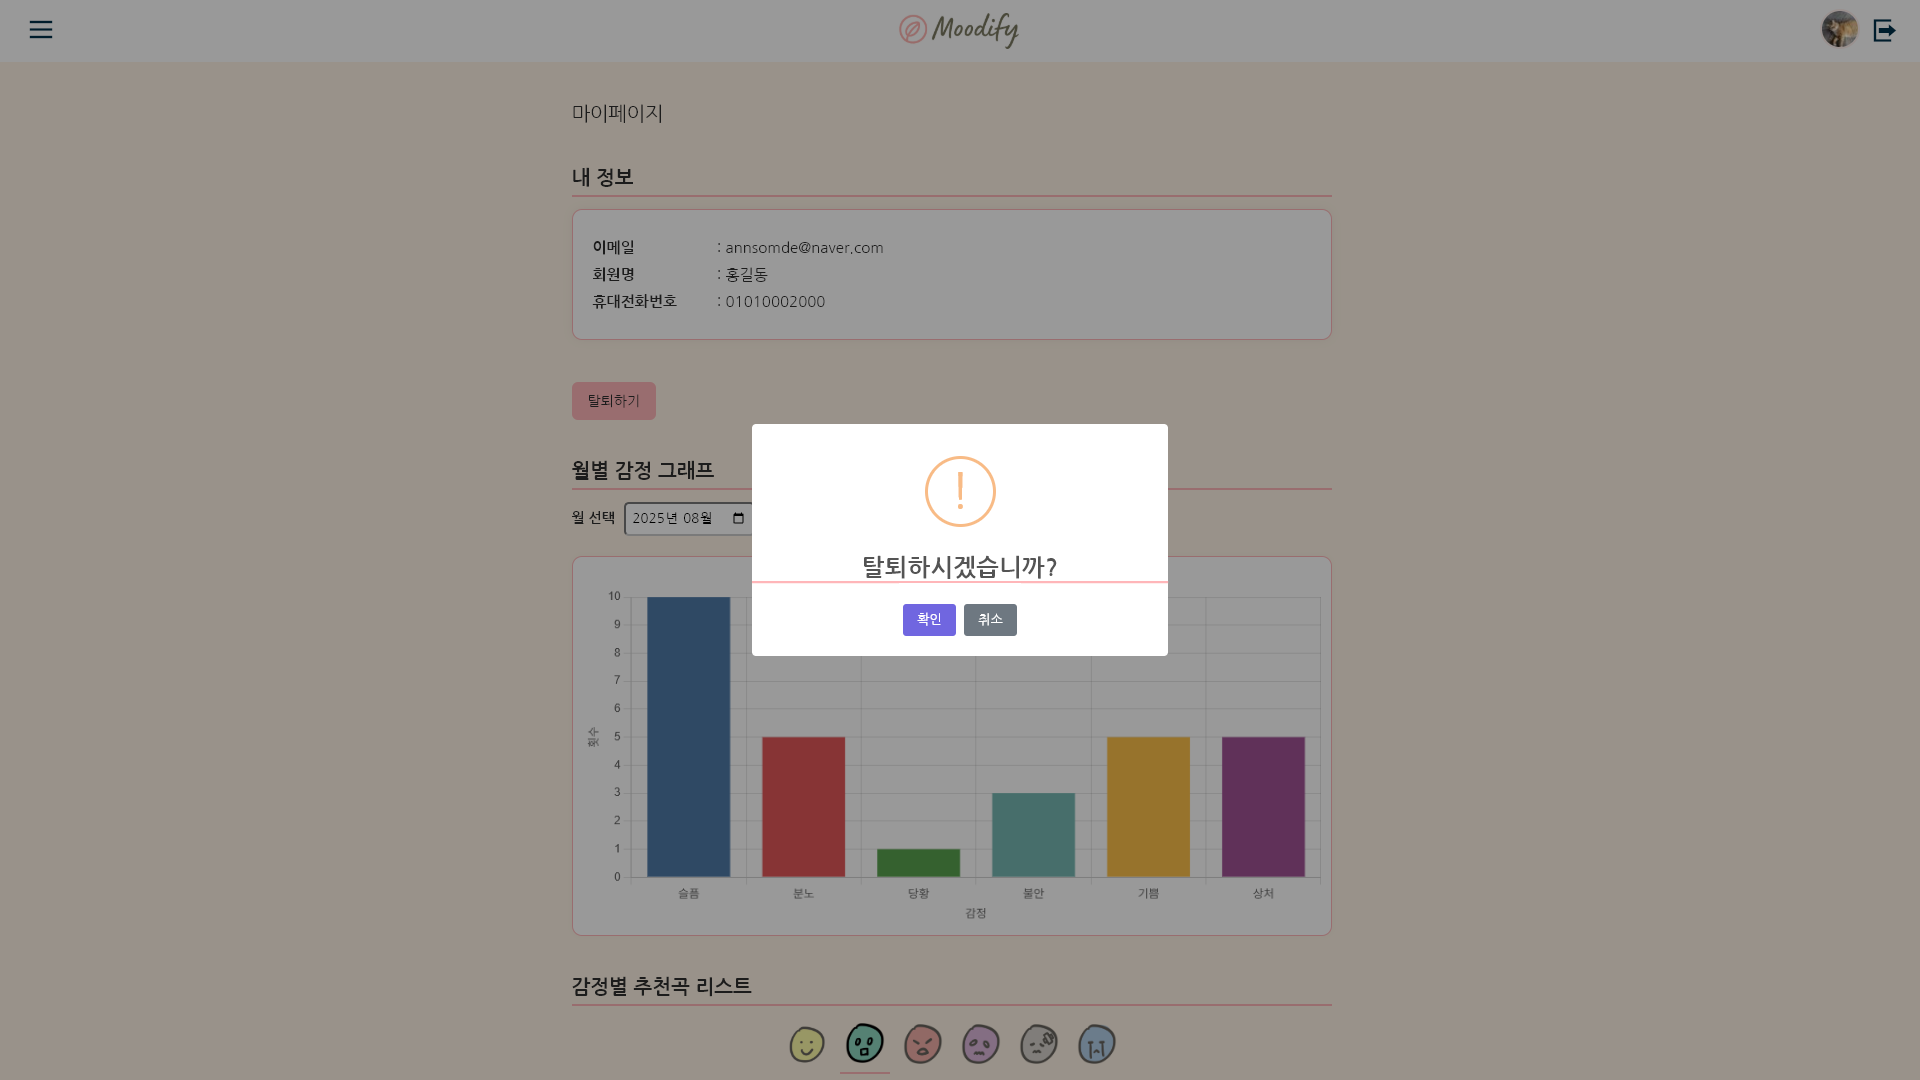 Moodify
마이페이지
내 정보
이메일 : annsomde@naver.com
회원명 : 홍길동
휴대전화번호 : 01010002000
탈퇴하기
월별 감정 그래프
월 선택 2025년 08월
!
탈퇴하시겠습니까?
확인 취소
10
9
8
7
6
5
4
3
2
1
0
횟수
슬픔 분노 당황 불안 기쁨 상처
감정
감정별 추천곡 리스트